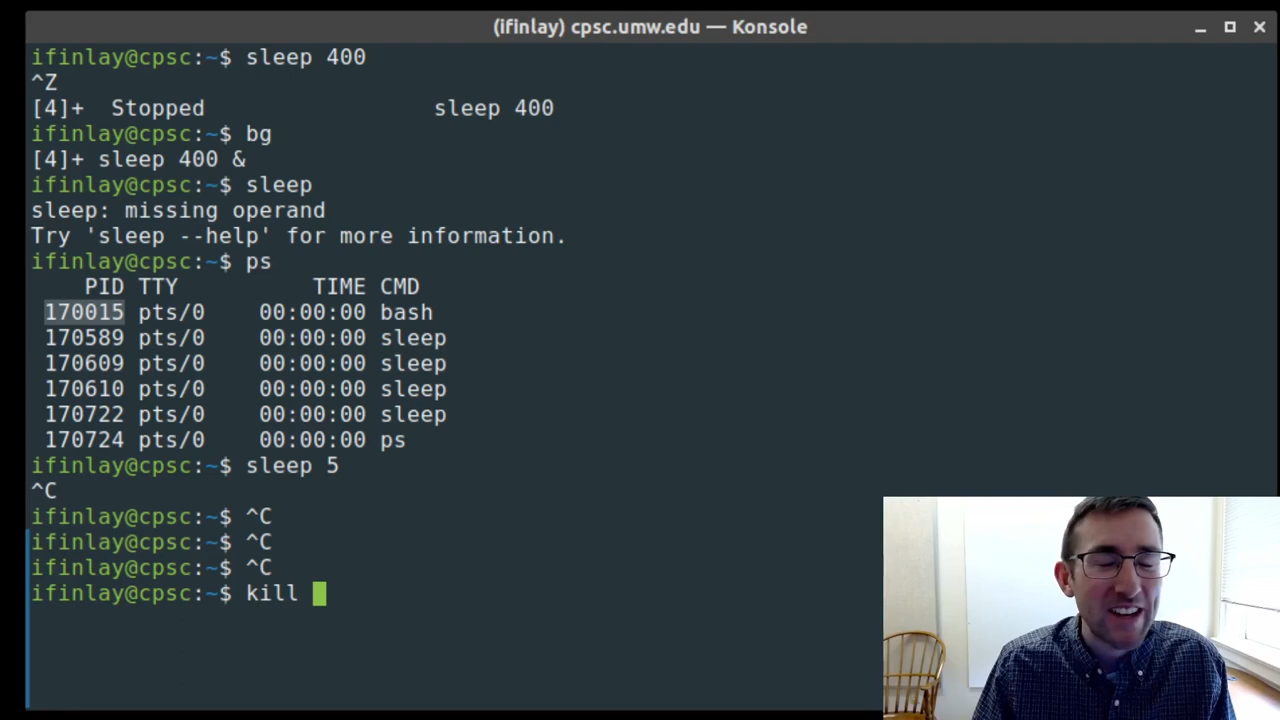 (ifinlay) cpsc.umw.edu — Konsole
ifinlay@cpsc:~$ sleep 400
^Z
[4]+  Stopped                 sleep 400
ifinlay@cpsc:~$ bg
[4]+ sleep 400 &
ifinlay@cpsc:~$ sleep
sleep: missing operand
Try 'sleep --help' for more information.
ifinlay@cpsc:~$ ps
    PID TTY          TIME CMD
 170015 pts/0    00:00:00 bash
 170589 pts/0    00:00:00 sleep
 170609 pts/0    00:00:00 sleep
 170610 pts/0    00:00:00 sleep
 170722 pts/0    00:00:00 sleep
 170724 pts/0    00:00:00 ps
ifinlay@cpsc:~$ sleep 5
^C
ifinlay@cpsc:~$ ^C
ifinlay@cpsc:~$ ^C
ifinlay@cpsc:~$ ^C
ifinlay@cpsc:~$ kill